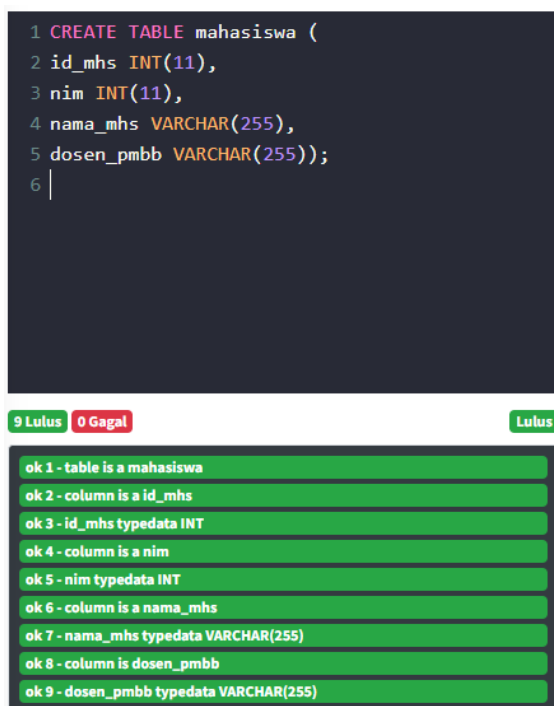 1 CREATE TABLE mahasiswa (
2 id_mhs INT(11),
3 nim INT(11),
4 nama_mhs VARCHAR(255),
5 dosen_pmbb VARCHAR(255));
6
9 Lulus 0 Gagal Lulus
ok 1 - table is a mahasiswa
ok 2 - column is a id_mhs
ok 3 - id_mhs typedata INT
ok 4 - column is a nim
ok 5 - nim typedata INT
ok 6 - column is a nama_mhs
ok 7 - nama_mhs typedata VARCHAR(255)
ok 8 - column is dosen_pmbb
ok 9 - dosen_pmbb typedata VARCHAR(255)